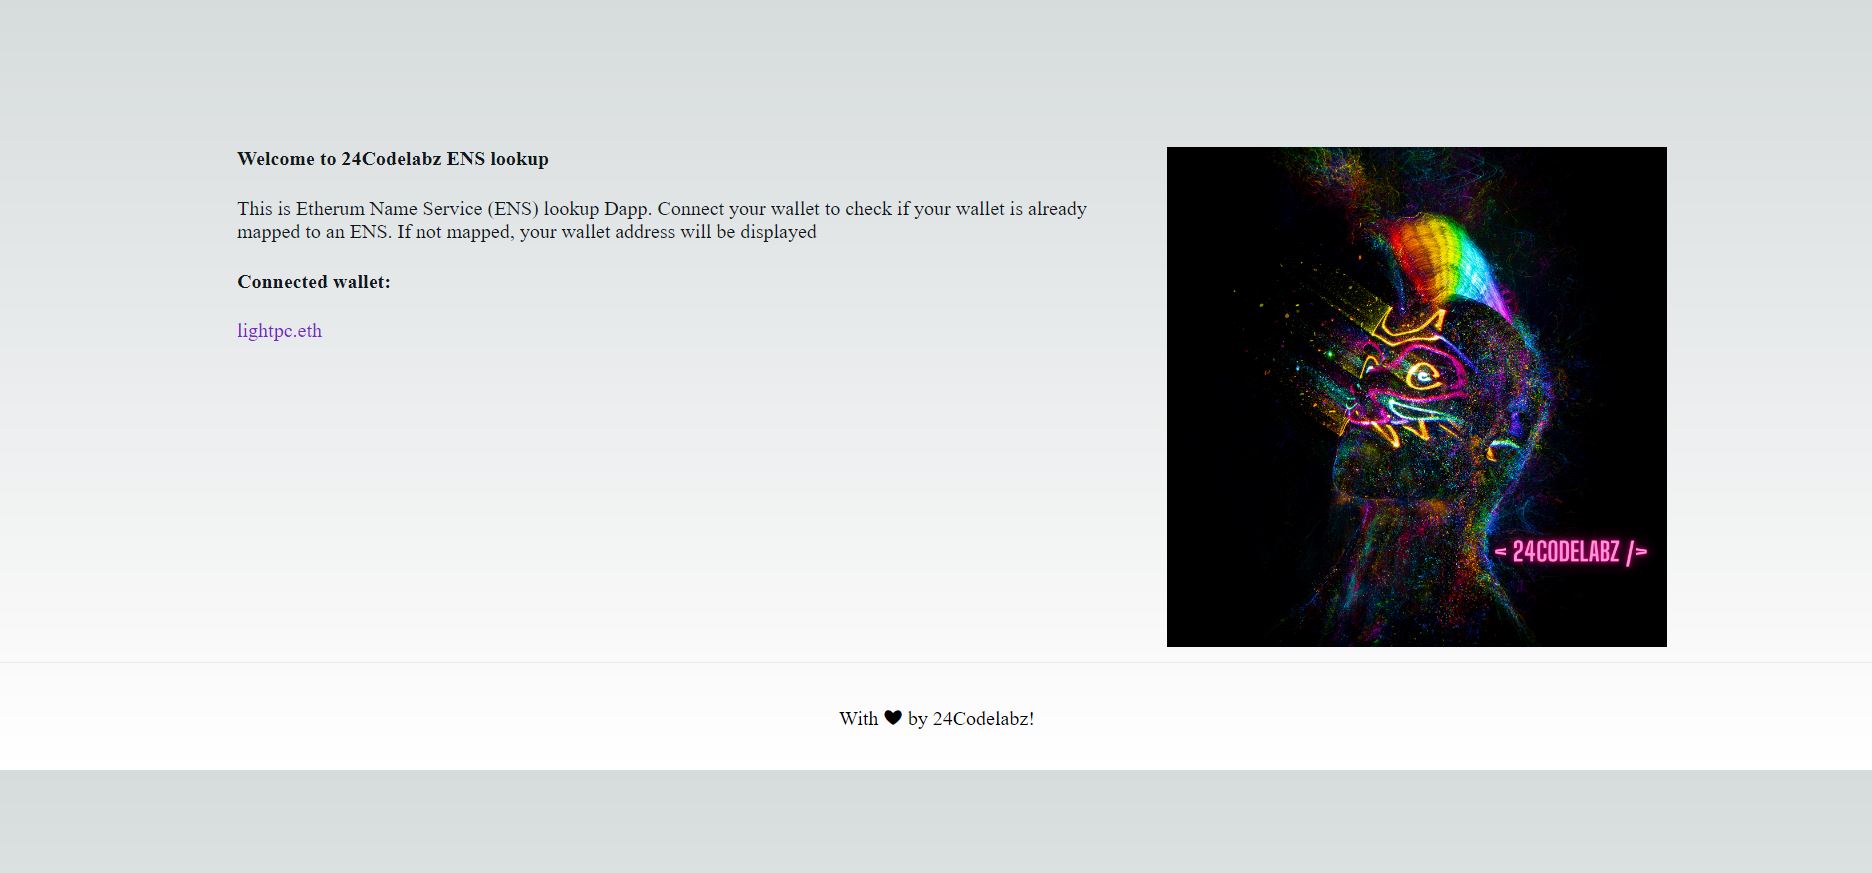 Welcome to 24Codelabz ENS lookup
This is Etherum Name Service (ENS) lookup Dapp. Connect your wallet to check if your wallet is already
mapped to an ENS. If not mapped, your wallet address will be displayed
Connected wallet:
lightpc.eth
< 24CODELABZ />
With ♥ by 24Codelabz!